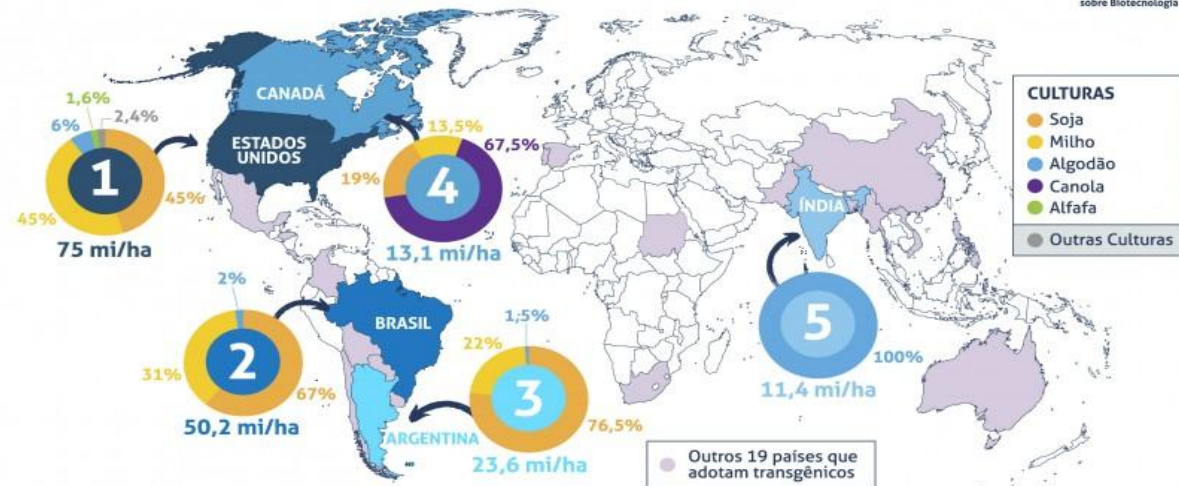 sobre Biotecnologia
CANADÁ
ESTADOS
UNIDOS
1,6%
2,4%
6%
1
45%
45%
75 mi/ha
13,5%
67,5%
19%
4
13,1 mi/ha
CULTURAS
Soja
Milho
Algodão
Canola
Alfafa
Outras Culturas
ÍNDIA
5
100%
11,4 mi/ha
2%
BRASIL
2
31%
67%
50,2 mi/ha
1,5%
22%
3
76,5%
ARGENTINA
23,6 mi/ha
Outros 19 países que
adotam transgênicos